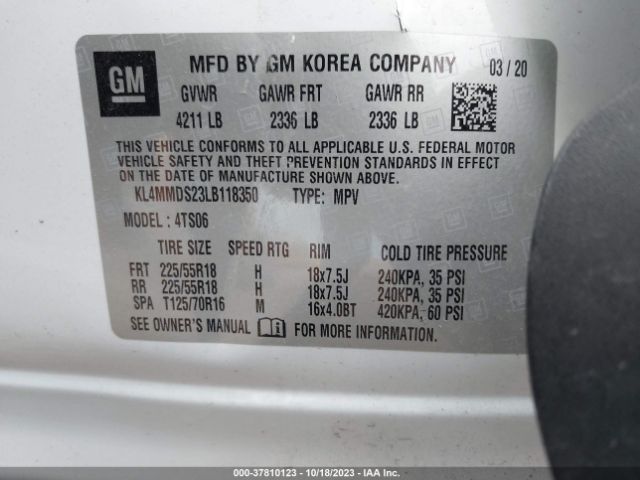 GM
MFD BY GM KOREA COMPANY
03 / 20
GVWR GAWR FRT GAWR RR
4211 LB 2336 LB 2336 LB
THIS VEHICLE CONFORMS TO ALL APPLICABLE U.S. FEDERAL MOTOR
VEHICLE SAFETY AND THEFT PREVENTION STANDARDS IN EFFECT
ON THE DATE OF MANUFACTURE SHOWN ABOVE.
KL4MMDS23LB118350 TYPE: MPV
MODEL : 4TS06
TIRE SIZE SPEED RTG RIM COLD TIRE PRESSURE
FRT 225/55R18 H 18x7.5J 240KPA, 35 PSI
RR 225/55R18 H 18x7.5J 240KPA, 35 PSI
SPA T125/70R16 M 16x4.0BT 420KPA, 60 PSI
SEE OWNER'S MANUAL i FOR MORE INFORMATION.
000-37810123 - 10/18/2023 - IAA Inc.